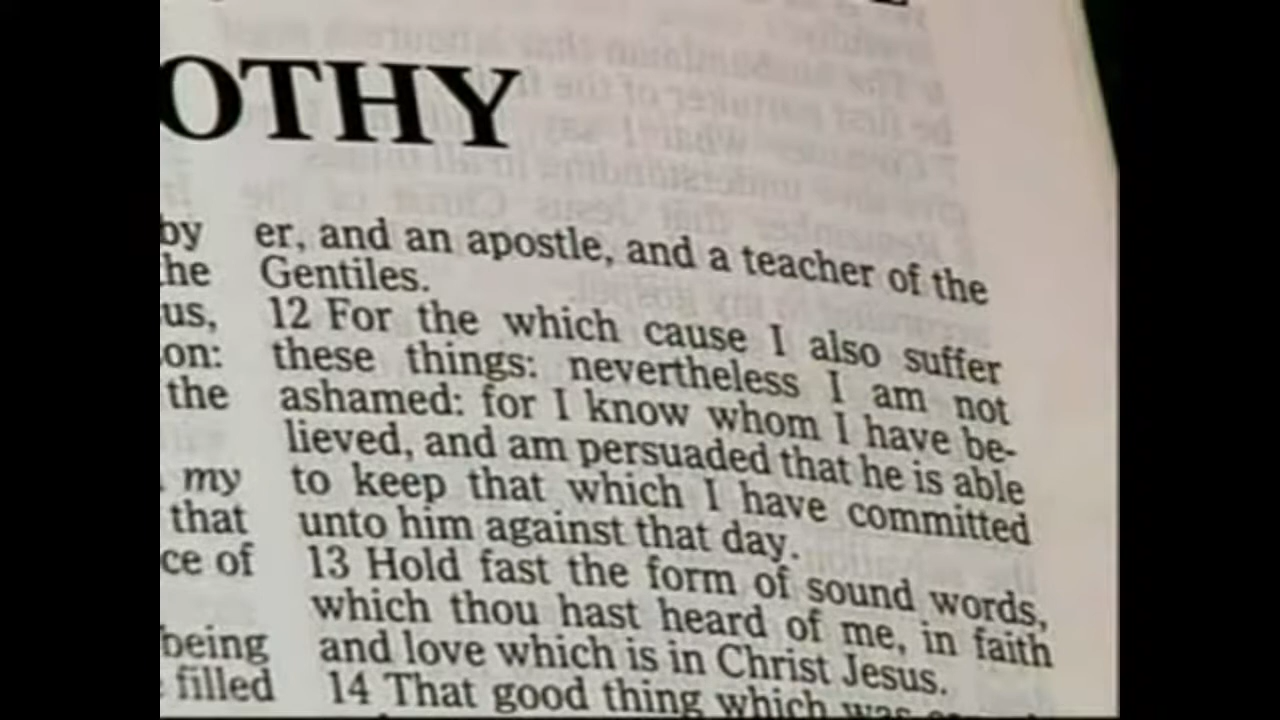 OTHY
by
the
us,
on:
the
my
that
ce of
being
filled
er, and an apostle, and a teacher of the
Gentiles.
12 For the which cause I also suffer
these things: nevertheless I am not
ashamed: for I know whom I have be-
lieved, and am persuaded that he is able
to keep that which I have committed
unto him against that day.
13 Hold fast the form of sound words,
which thou hast heard of me, in faith
and love which is in Christ Jesus.
14 That good thing which was